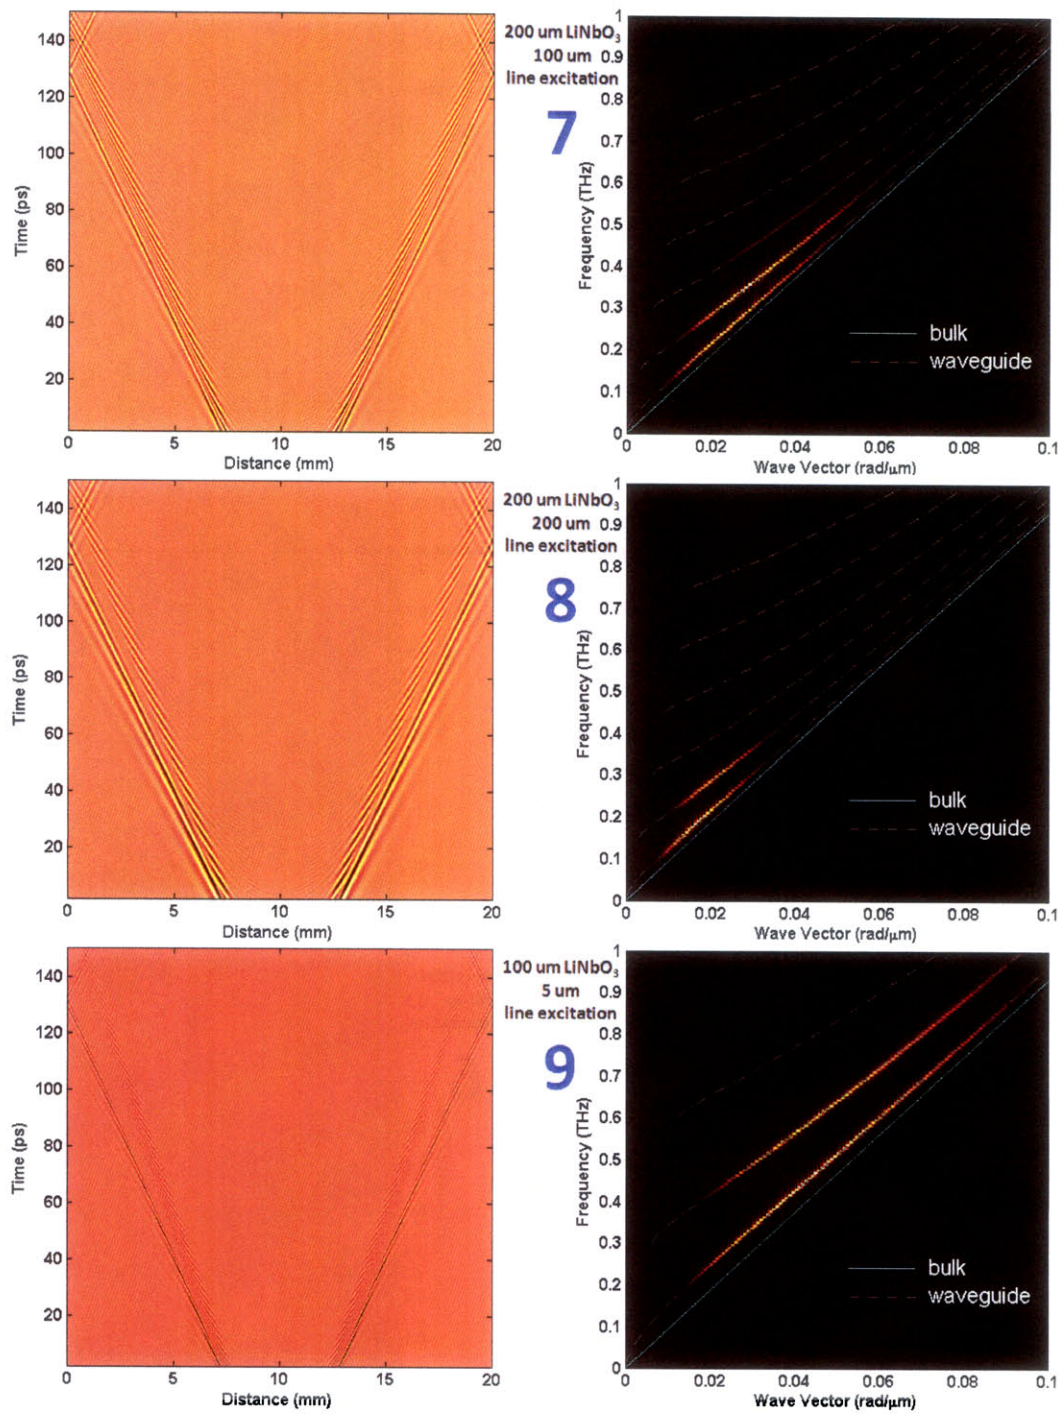 140
120
100
80
60
40
20
Time (ps)
0 5 10 15 20
Distance (mm)
200 um LiNbO₃
100 um
line excitation
7
1
0.9
0.8
0.7
0.6
0.5
0.4
0.3
0.2
0.1
0
Frequency (THz)
bulk
waveguide
0.02 0.04 0.06 0.08 0.1
Wave Vector (rad/μm)
140
120
100
80
60
40
20
Time (ps)
0 5 10 15 20
Distance (mm)
200 um LiNbO₃
200 um
line excitation
8
1
0.9
0.8
0.7
0.6
0.5
0.4
0.3
0.2
0.1
0
Frequency (THz)
bulk
waveguide
0 0.02 0.04 0.06 0.08 0.1
Wave Vector (rad/μm)
140
120
100
80
60
40
20
Time (ps)
0 5 10 15 20
Distance (mm)
100 um LiNbO₃
5 um
line excitation
9
1
0.9
0.8
0.7
0.6
0.5
0.4
0.3
0.2
0.1
0
Frequency (THz)
bulk
waveguide
0 0.02 0.04 0.06 0.08 0.1
Wave Vector (rad/μm)